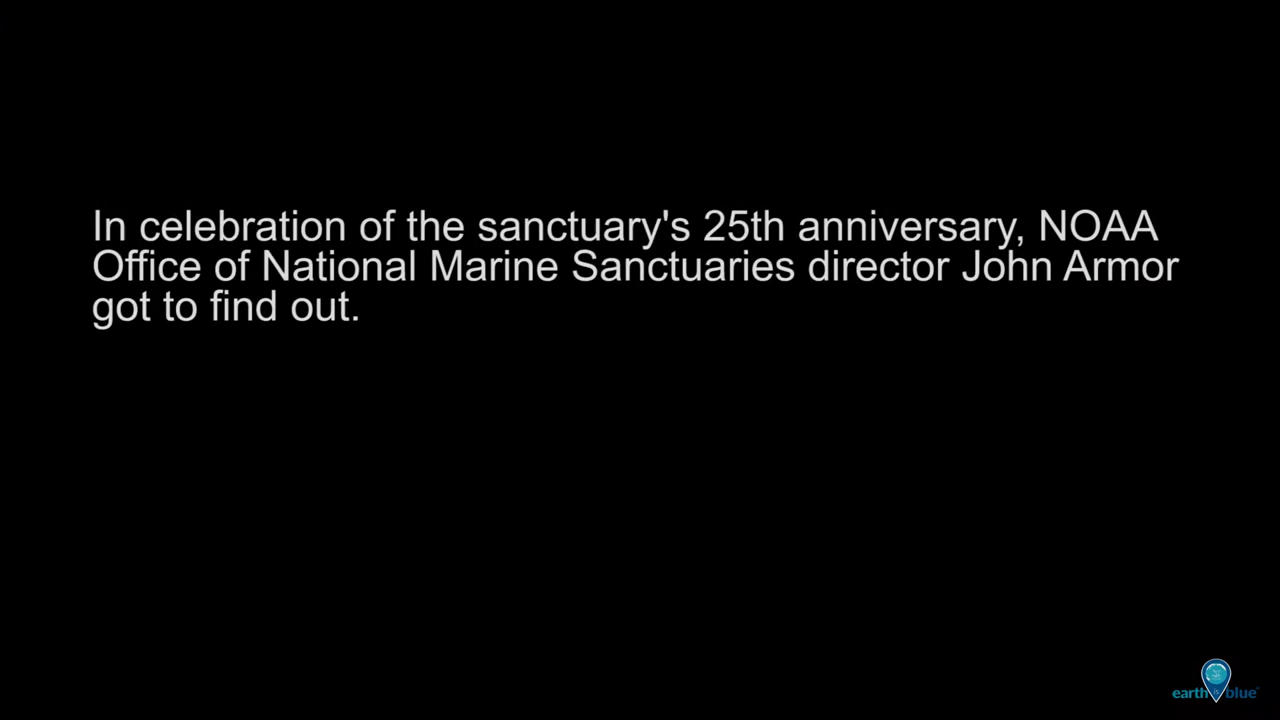 In celebration of the sanctuary's 25th anniversary, NOAA
Office of National Marine Sanctuaries director John Armor
got to find out.
earth is blue